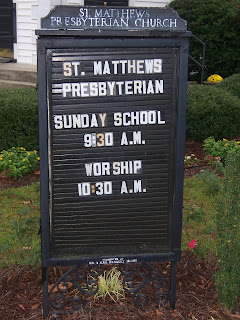 ST. MATTHEWS
PRESBYTERIAN CHURCH
ST. MATTHEWS
PRESBYTERIAN
SUNDAY SCHOOL
9:30 A.M.
WORSHIP
10:30 A.M.